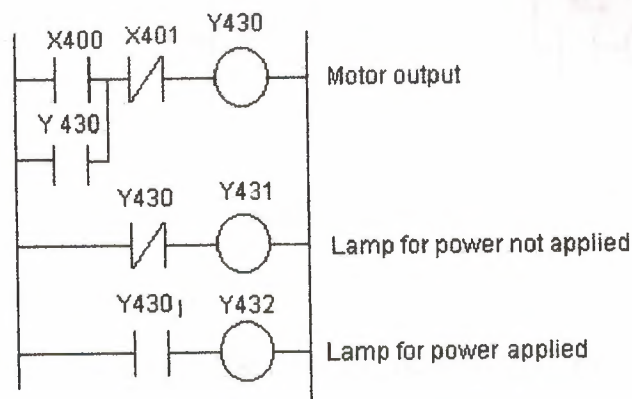 X400 X401 Y430
Motor output
Y 430
Y430 Y431
Lamp for power not applied
Y430 Y432
Lamp for power applied